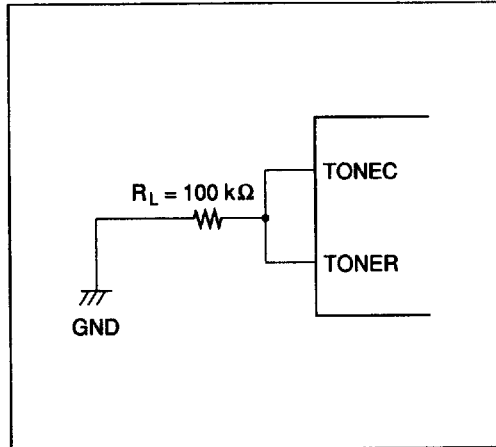 TONEC
R_L = 100 kΩ
TONER
GND